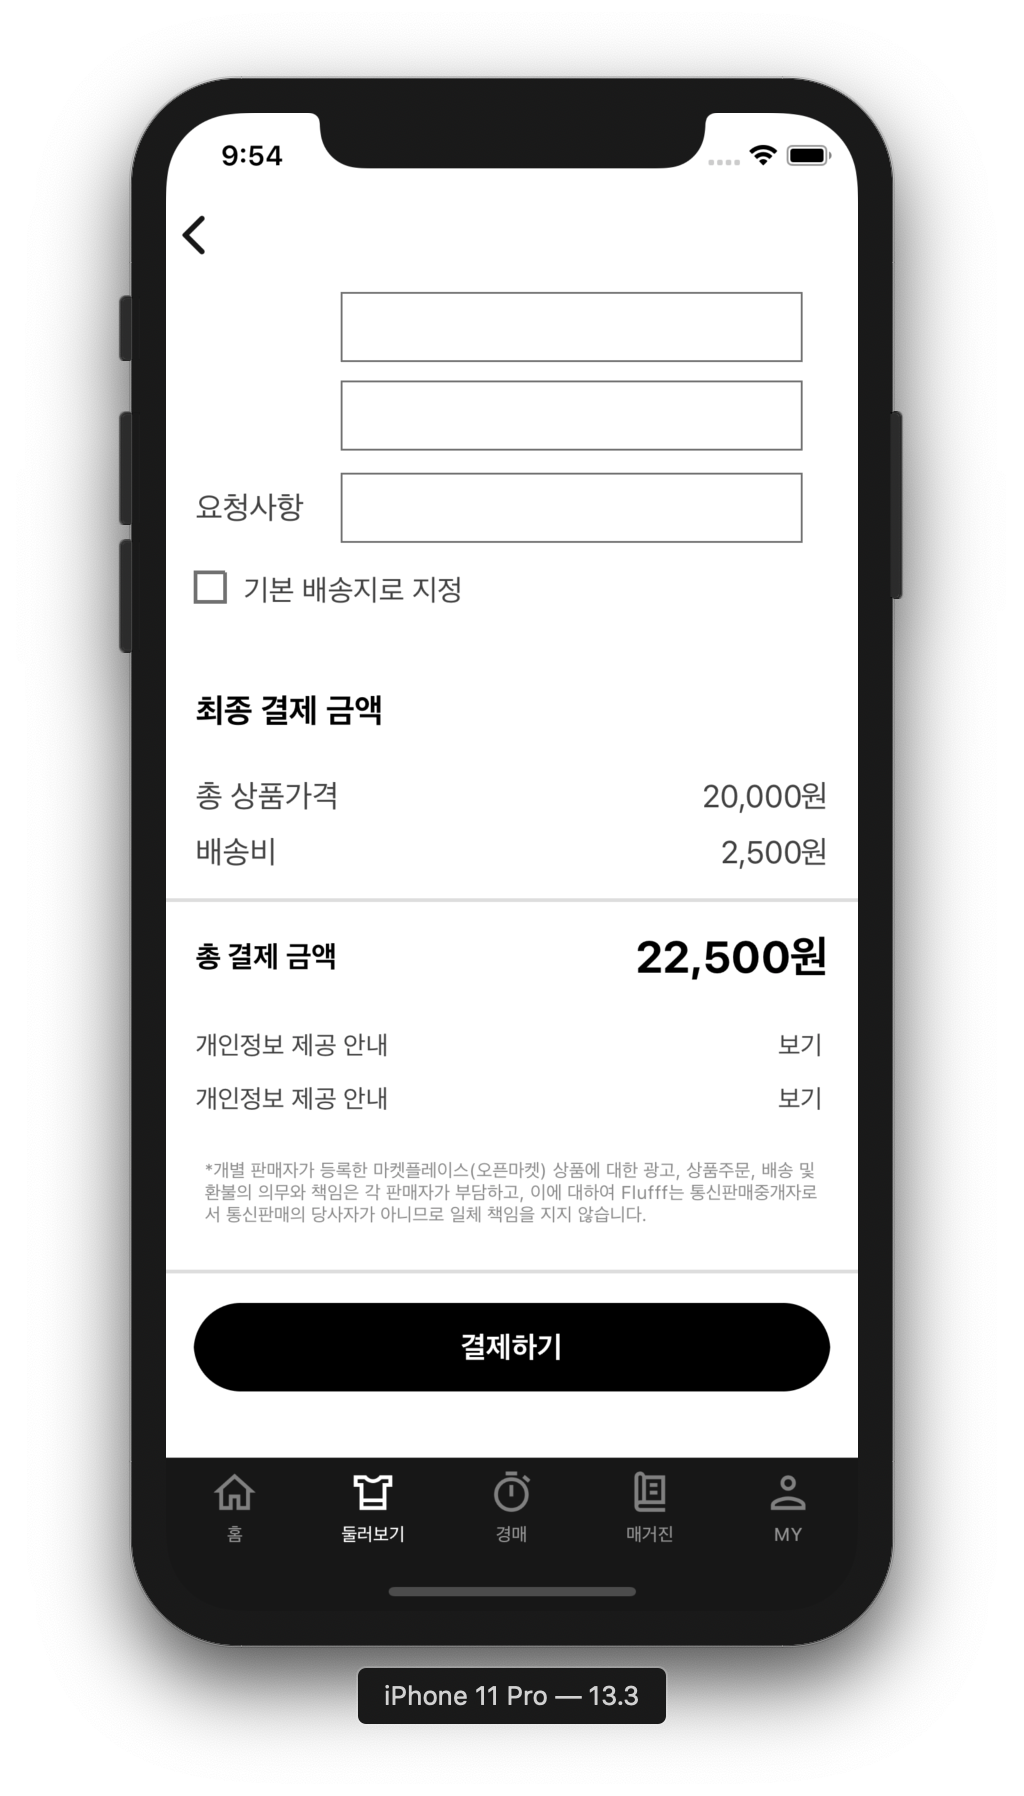 9:54
요청사항
기본 배송지로 지정
최종 결제 금액
총 상품가격 20,000원
배송비 2,500원
총 결제 금액 22,500원
개인정보 제공 안내 보기
개인정보 제공 안내 보기
*개별 판매자가 등록한 마켓플레이스(오픈마켓) 상품에 대한 광고, 상품주문, 배송 및
환불의 의무와 책임은 각 판매자가 부담하고, 이에 대하여 Flufff는 통신판매중개자로
서 통신판매의 당사자가 아니므로 일체 책임을 지지 않습니다.
결제하기
홈 둘러보기 경매 매거진 MY
iPhone 11 Pro — 13.3